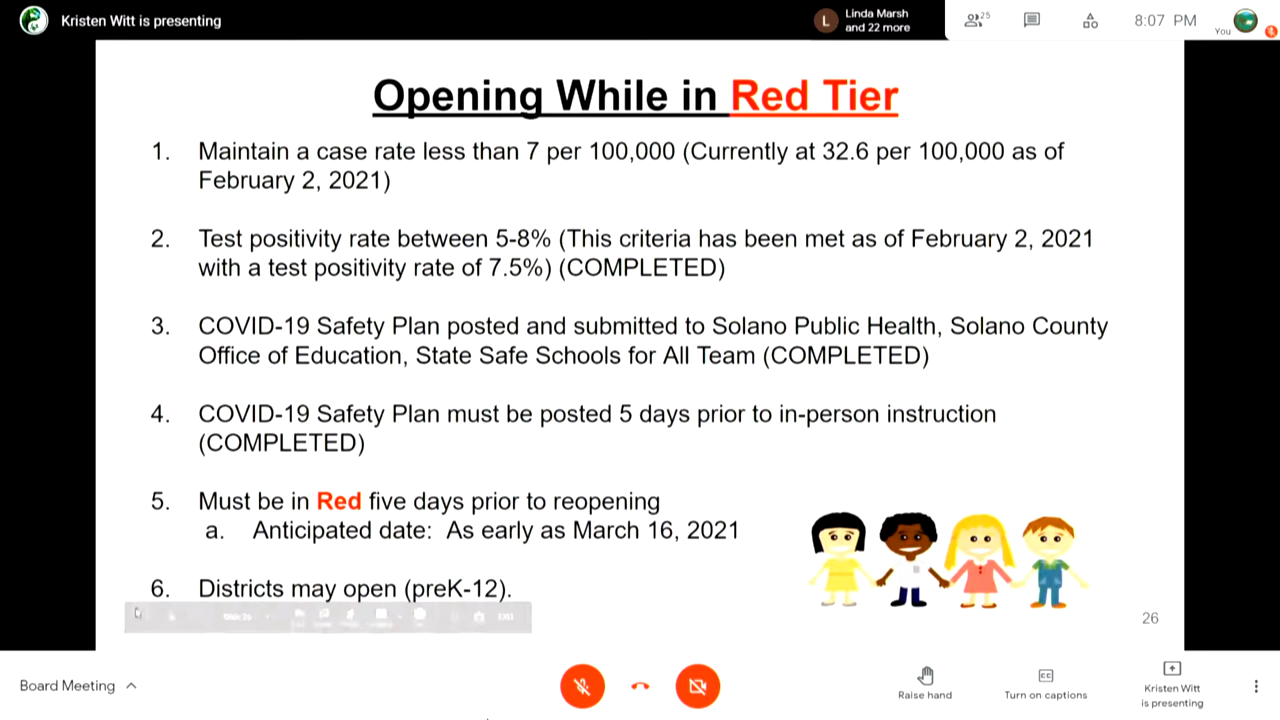 Kristen Witt is presenting
L
Linda Marsh
and 22 more
25
8:07 PM
You
Opening While in Red Tier
1. Maintain a case rate less than 7 per 100,000 (Currently at 32.6 per 100,000 as of
February 2, 2021)
2. Test positivity rate between 5-8% (This criteria has been met as of February 2, 2021
with a test positivity rate of 7.5%) (COMPLETED)
3. COVID-19 Safety Plan posted and submitted to Solano Public Health, Solano County
Office of Education, State Safe Schools for All Team (COMPLETED)
4. COVID-19 Safety Plan must be posted 5 days prior to in-person instruction
(COMPLETED)
5. Must be in Red five days prior to reopening
a. Anticipated date: As early as March 16, 2021
6. Districts may open (preK-12).
Slide 26
EXIT
26
Board Meeting
Raise hand
CC
Turn on captions
Kristen Witt
is presenting